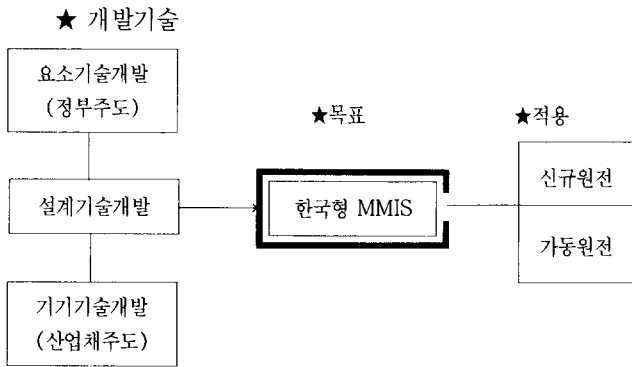 ★ 개발기술
요소기술개발
(정부주도)
★목표
★적용
설계기술개발
한국형 MMIS
신규원전
가동원전
기기기술개발
(산업채주도)